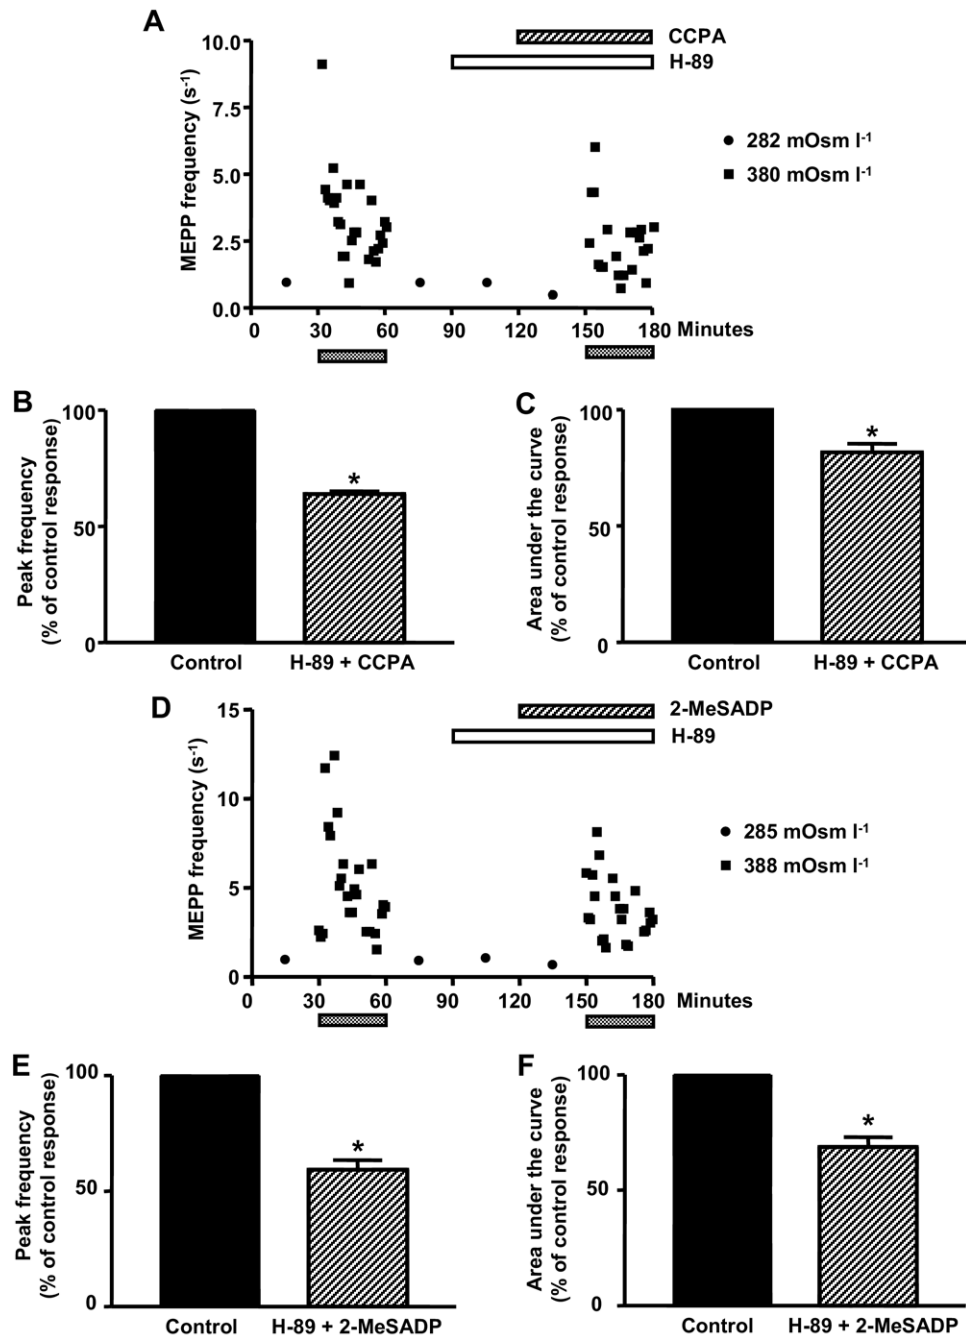 A
CCPA
H-89
MEPP frequency (s-1)
10.0
7.5
5.0
2.5
0.0
282 mOsm l-1
380 mOsm l-1
0 30 60 90 120 150 180 Minutes
B
Peak frequency
(% of control response)
100
50
0
Control H-89 + CCPA
C
Area under the curve
(% of control response)
100
50
0
*
*
Control H-89 + CCPA
D
2-MeSADP
H-89
MEPP frequency (s-1)
15
10
5
0
285 mOsm l-1
388 mOsm l-1
0 30 60 90 120 150 180 Minutes
E
Peak frequency
(% of control response)
100
50
0
*
Control H-89 + 2-MeSADP
F
Area under the curve
(% of control response)
100
50
0
*
Control H-89 + 2-MeSADP